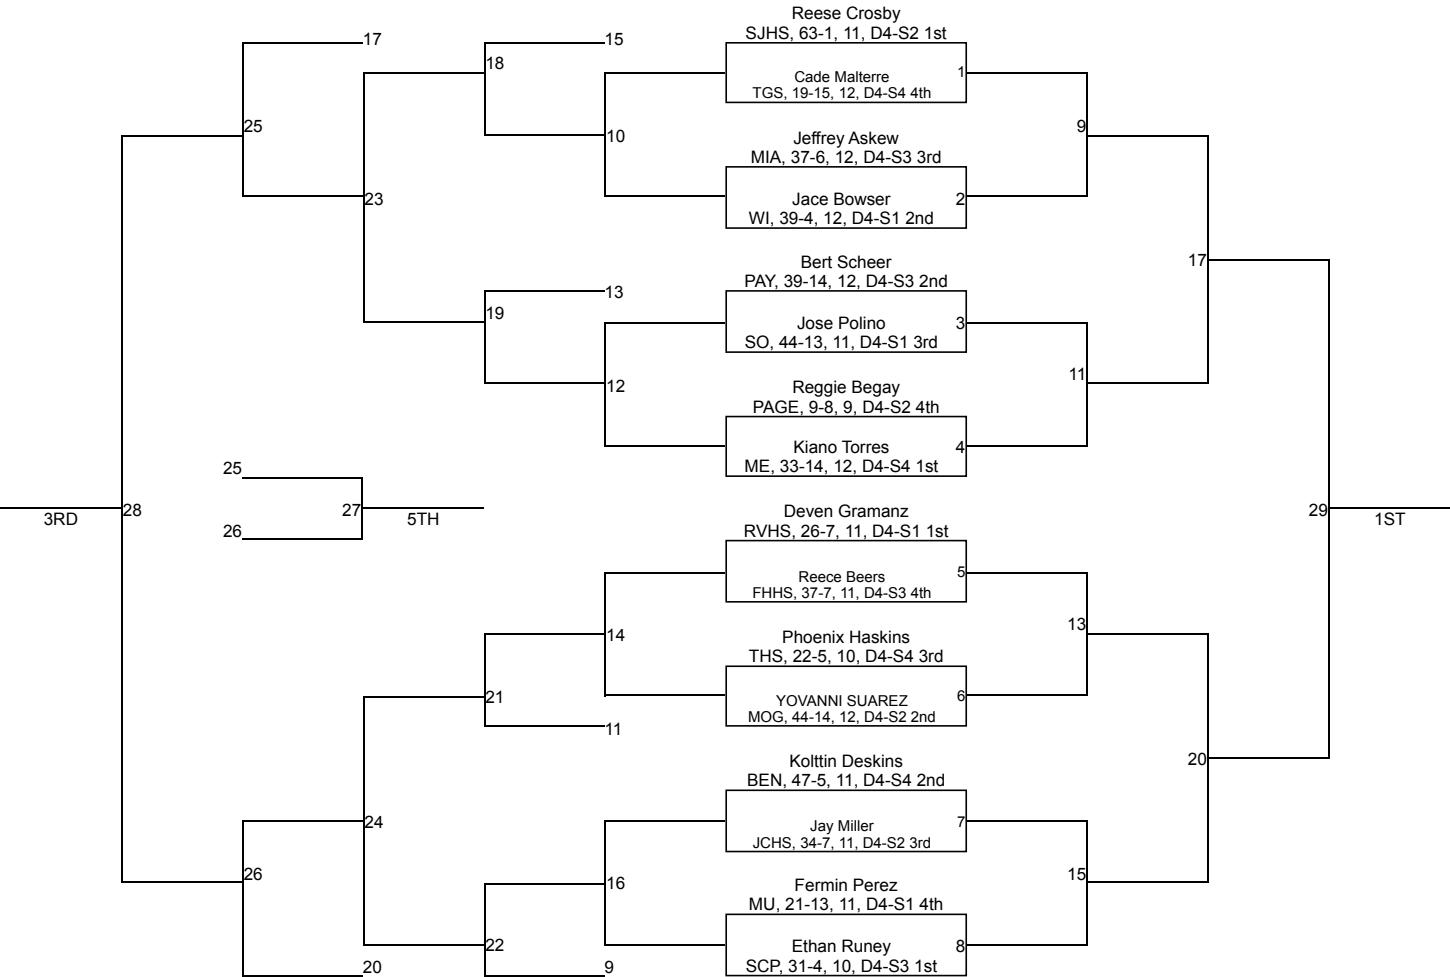 Reese Crosby
SJHS, 63-1, 11, D4-S2 1st
17
15
18
Cade Malterre
1
TGS, 19-15, 12, D4-S4 4th
25
10
9
Jeffrey Askew
MIA, 37-6, 12, D4-S3 3rd
23
Jace Bowser
2
WI, 39-4, 12, D4-S1 2nd
17
Bert Scheer
PAY, 39-14, 12, D4-S3 2nd
13
19
Jose Polino
3
SO, 44-13, 11, D4-S1 3rd
11
12
Reggie Begay
PAGE, 9-8, 9, D4-S2 4th
Kiano Torres
4
ME, 33-14, 12, D4-S4 1st
25
3RD
28
27
5TH
26
29
1ST
Deven Gramanz
RVHS, 26-7, 11, D4-S1 1st
Reece Beers
5
FHHS, 37-7, 11, D4-S3 4th
14
13
Phoenix Haskins
THS, 22-5, 10, D4-S4 3rd
21
YOVANNI SUAREZ
6
MOG, 44-14, 12, D4-S2 2nd
11
20
Kolttin Deskins
BEN, 47-5, 11, D4-S4 2nd
24
Jay Miller
7
JCHS, 34-7, 11, D4-S2 3rd
26
16
15
Fermin Perez
MU, 21-13, 11, D4-S1 4th
22
Ethan Runey
8
20
9
SCP, 31-4, 10, D4-S3 1st